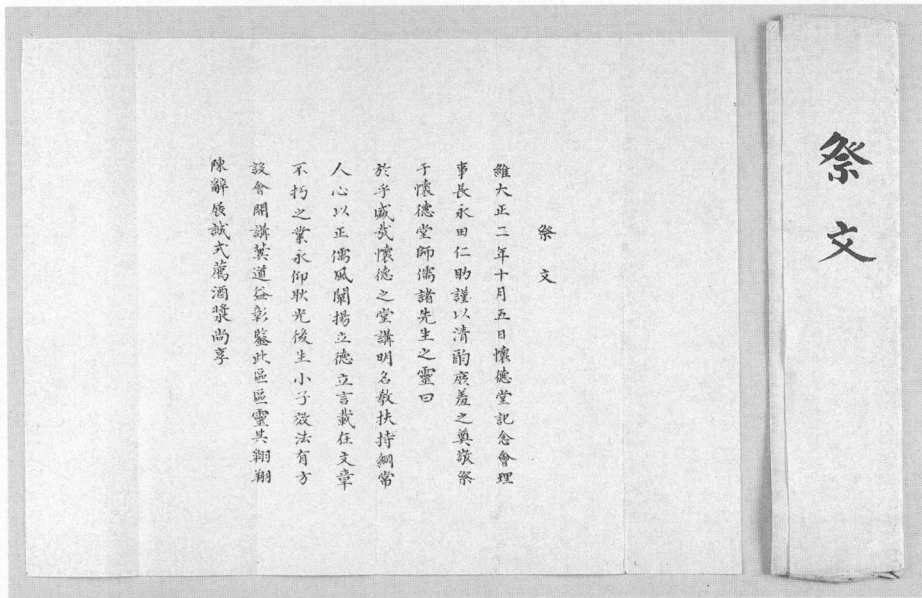 祭文
祭文
維大正二年十月五日懷德堂記念會理
事長永田仁助謹以清酌庶羞之奠敬祭
于懷德堂師儒諸先生之靈曰
於乎盛哉懷德之堂講明名教扶持綱常
人心以正儒風闡揚立德立言載在文章
不朽之業永仰耿光後生小子效法有方
設會開講冀道益彰鑒此區區靈其翱翔
陳辭展誠式薦酒漿尚享